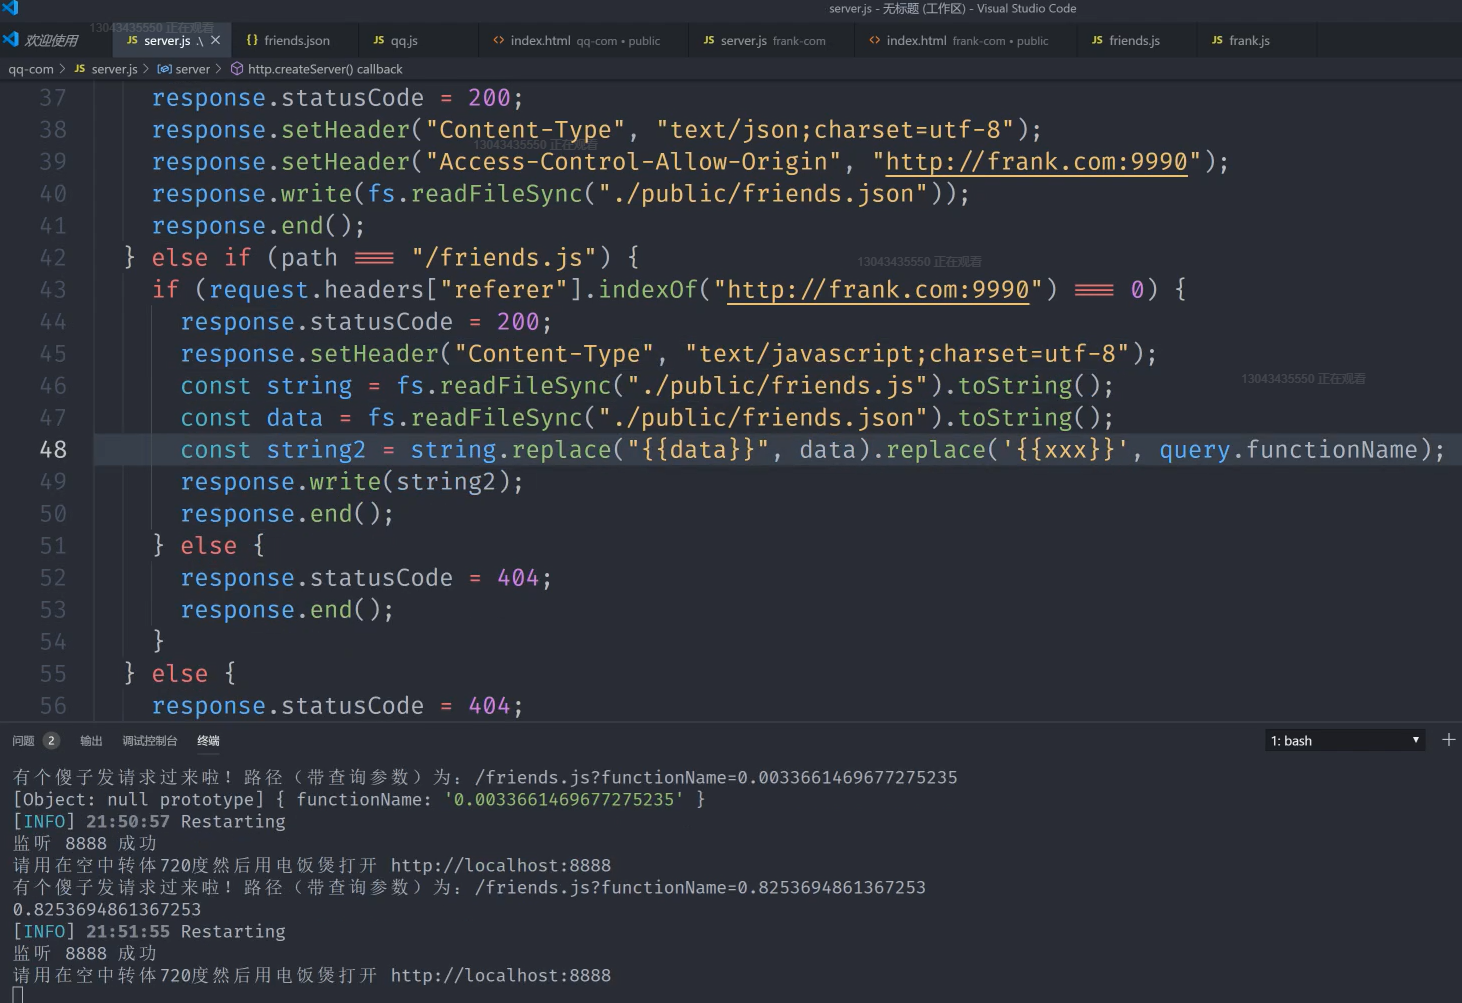 server.js - 无标题 (工作区) - Visual Studio Code
13043435550 正在观看
欢迎使用
JS server.js .\ ×
{} friends.json
JS qq.js
<> index.html qq-com • public
JS server.js frank-com
<> index.html frank-com • public
JS friends.js
JS frank.js
qq-com > JS server.js > server > http.createServer() callback
37 response.statusCode = 200;
38 response.setHeader("Content-Type", "text/json;charset=utf-8");
13043435550 正在观看
39 response.setHeader("Access-Control-Allow-Origin", "http://frank.com:9990");
40 response.write(fs.readFileSync("./public/friends.json"));
41 response.end();
42 } else if (path === "/friends.js") {
13043435550 正在观看
43 if (request.headers["referer"].indexOf("http://frank.com:9990") === 0) {
44 response.statusCode = 200;
45 response.setHeader("Content-Type", "text/javascript;charset=utf-8");
46 const string = fs.readFileSync("./public/friends.js").toString();
13043435550 正在观看
47 const data = fs.readFileSync("./public/friends.json").toString();
48 const string2 = string.replace("{{data}}", data).replace('{{xxx}}', query.functionName);
49 response.write(string2);
50 response.end();
51 } else {
52 response.statusCode = 404;
53 response.end();
54 }
55 } else {
56 response.statusCode = 404;
问题 2 输出 调试控制台 终端
1: bash
有个傻子发请求过来啦！路径（带查询参数）为：/friends.js?functionName=0.0033661469677275235
[Object: null prototype] { functionName: '0.0033661469677275235' }
[INFO] 21:50:57 Restarting
监听 8888 成功
请用在空中转体720度然后用电饭煲打开 http://localhost:8888
有个傻子发请求过来啦！路径（带查询参数）为：/friends.js?functionName=0.8253694861367253
0.8253694861367253
[INFO] 21:51:55 Restarting
监听 8888 成功
请用在空中转体720度然后用电饭煲打开 http://localhost:8888